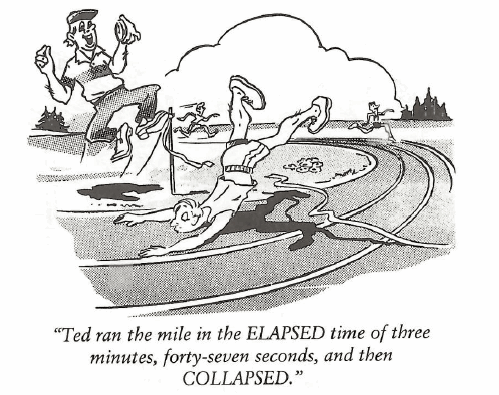 “Ted ran the mile in the ELAPSED time of three
minutes, forty-seven seconds, and then
COLLAPSED.”